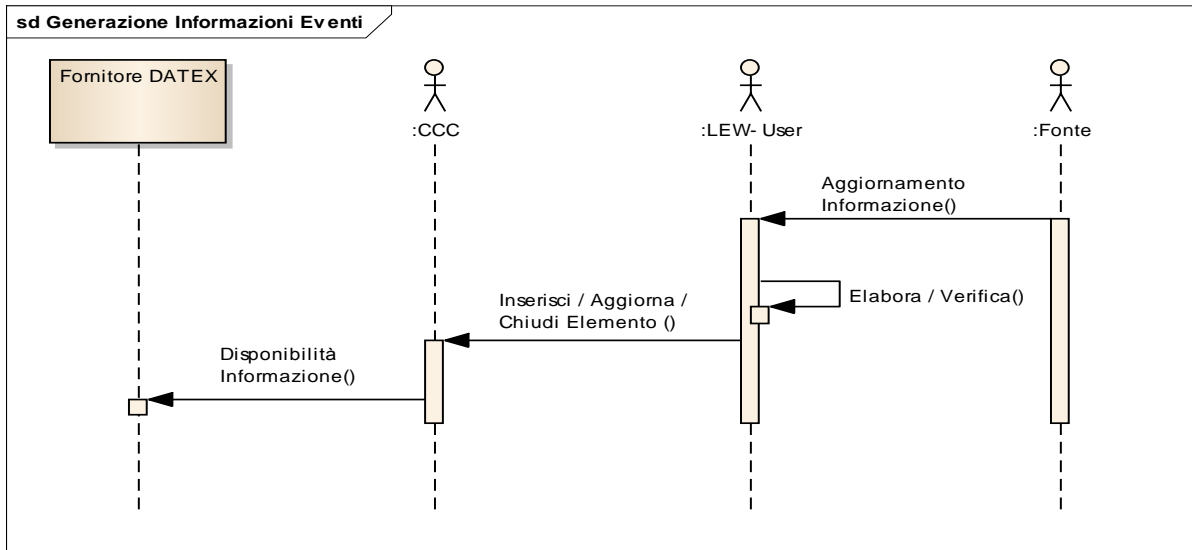 sd Generazione Informazioni Eventi
Fornitore DATEX
:CCC
:LEW- User
:Fonte
Aggiornamento
Informazione()
Elabora / Verifica()
Inserisci / Aggiorna /
Chiudi Elemento ()
Disponibilità
Informazione()